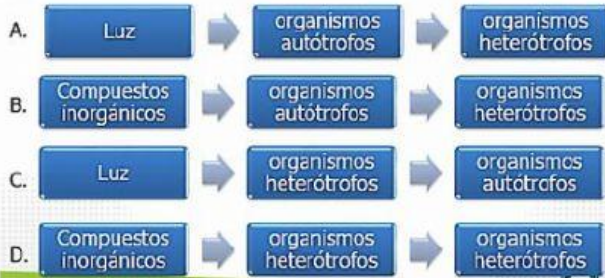 A. Luz organismos autótrofos organismos heterótrofos
B. Compuestos inorgánicos organismos autótrofos organismos heterótrofos
C. Luz organismos heterótrofos organismos autótrofos
D. Compuestos inorgánicos organismos heterótrofos organismos heterótrofos